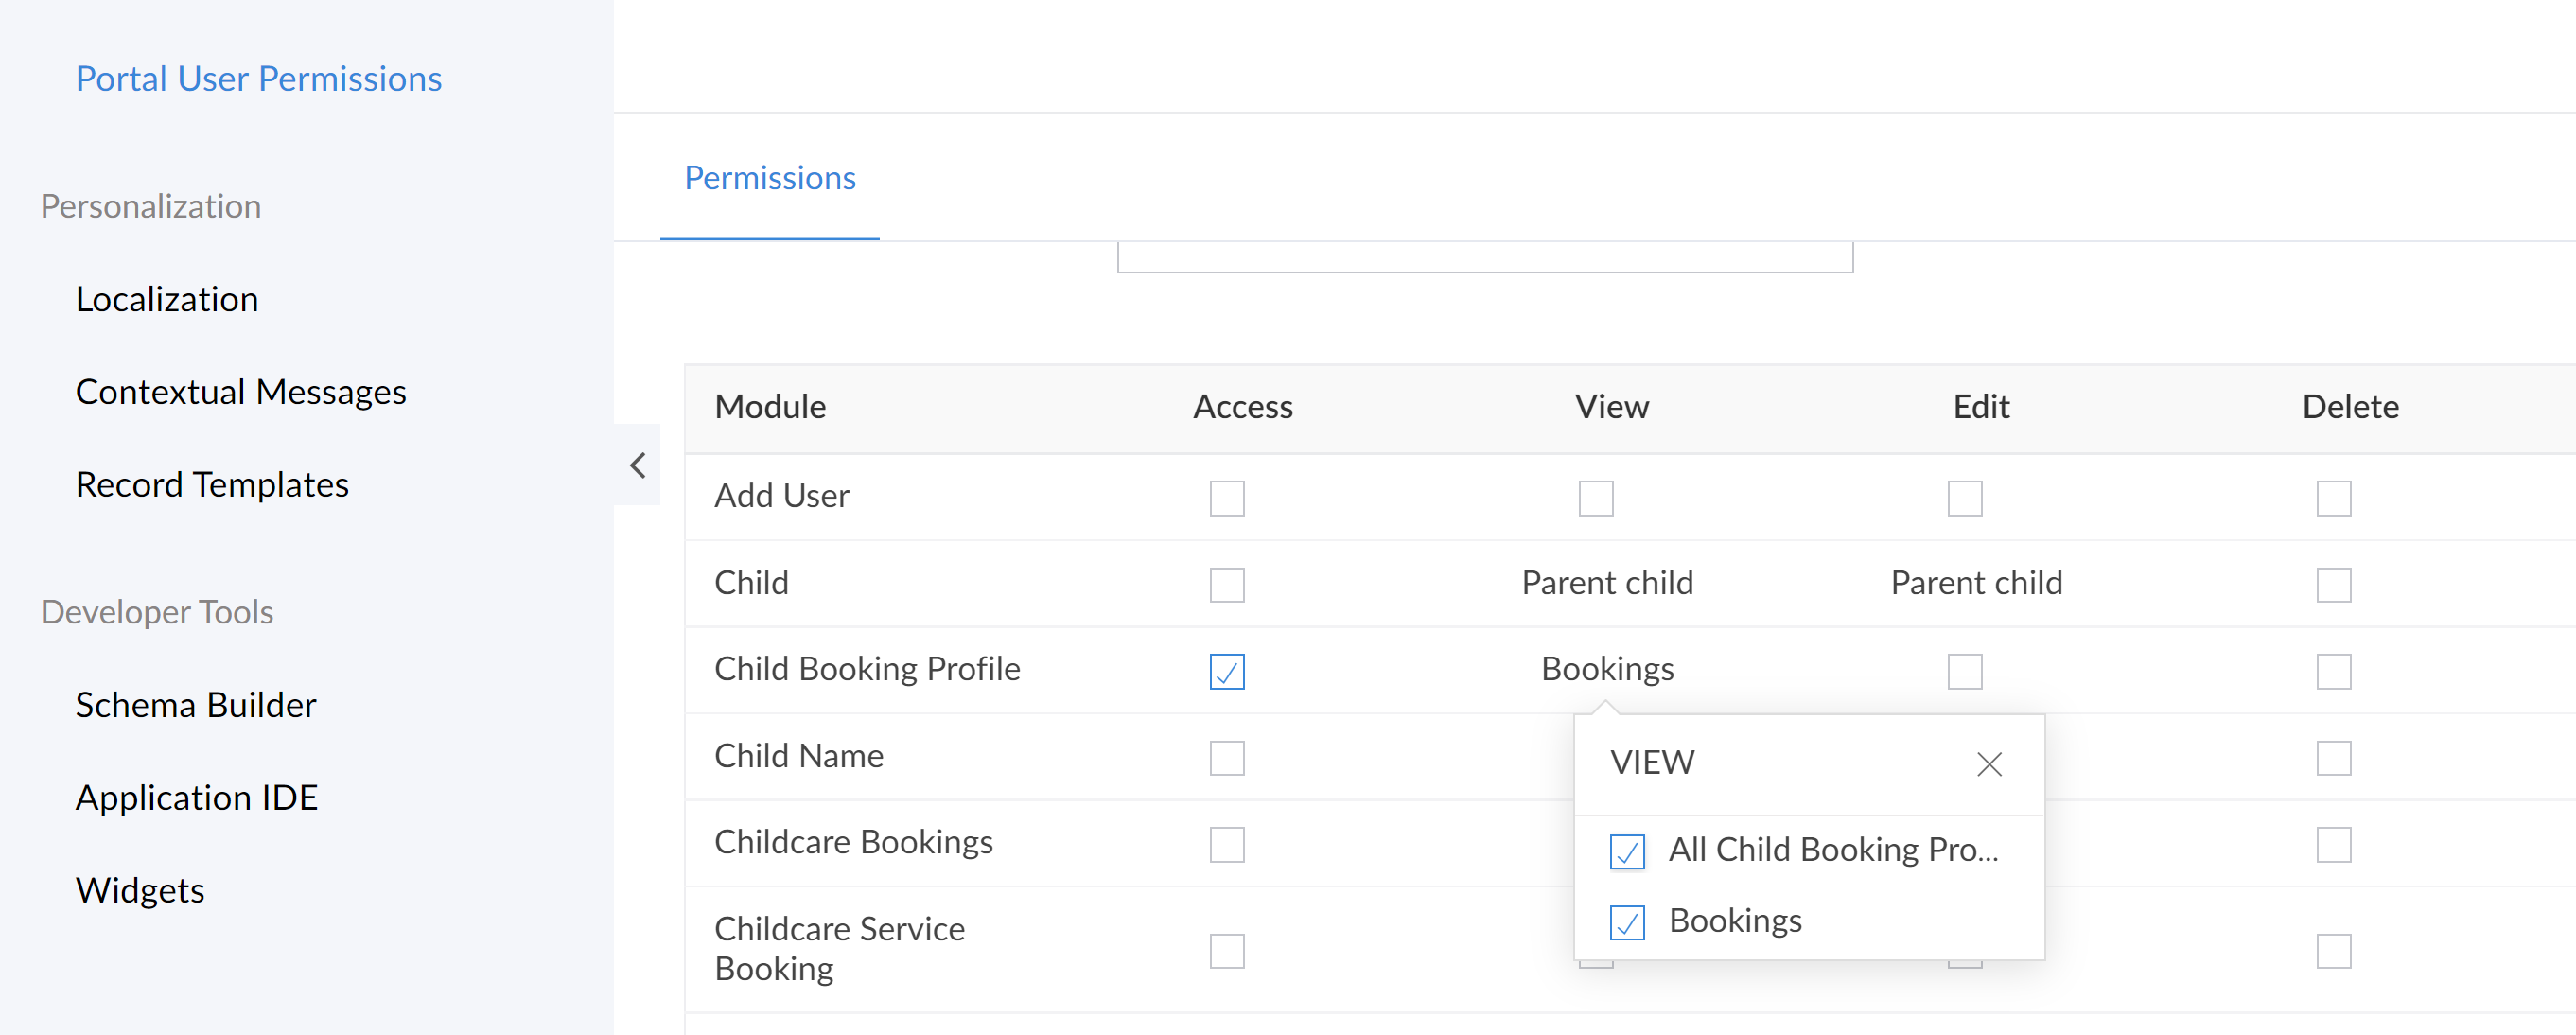 Portal User Permissions
Personalization
Localization
Contextual Messages
Record Templates
Developer Tools
Schema Builder
Application IDE
Widgets
Permissions
Module Access View Edit Delete
Add User
Child Parent child Parent child
Child Booking Profile Bookings
Child Name
Childcare Bookings
Childcare Service
Booking
VIEW
All Child Booking Pro...
Bookings